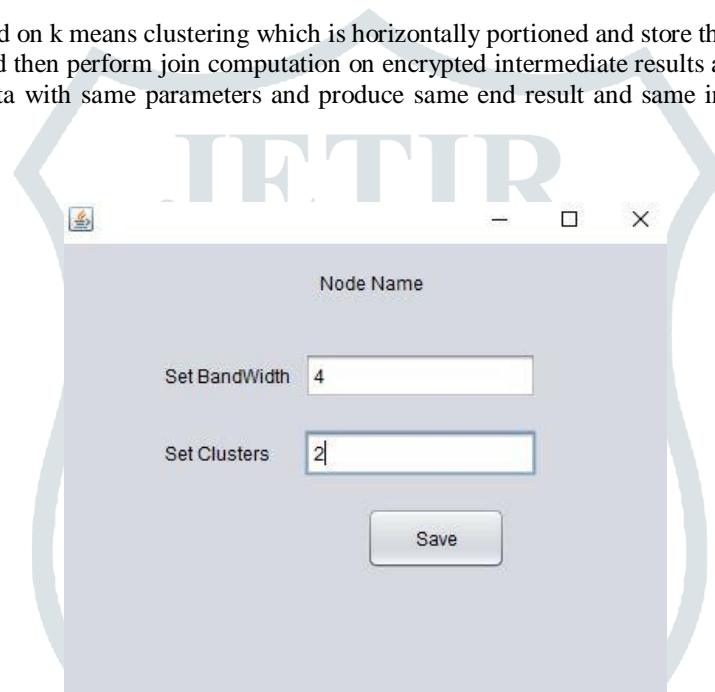 d on k means clustering which is horizontally portioned and store th
d then perform join computation on encrypted intermediate results a
ta with same parameters and produce same end result and same in
JETIR
Node Name
Set BandWidth 4
Set Clusters 2
Save